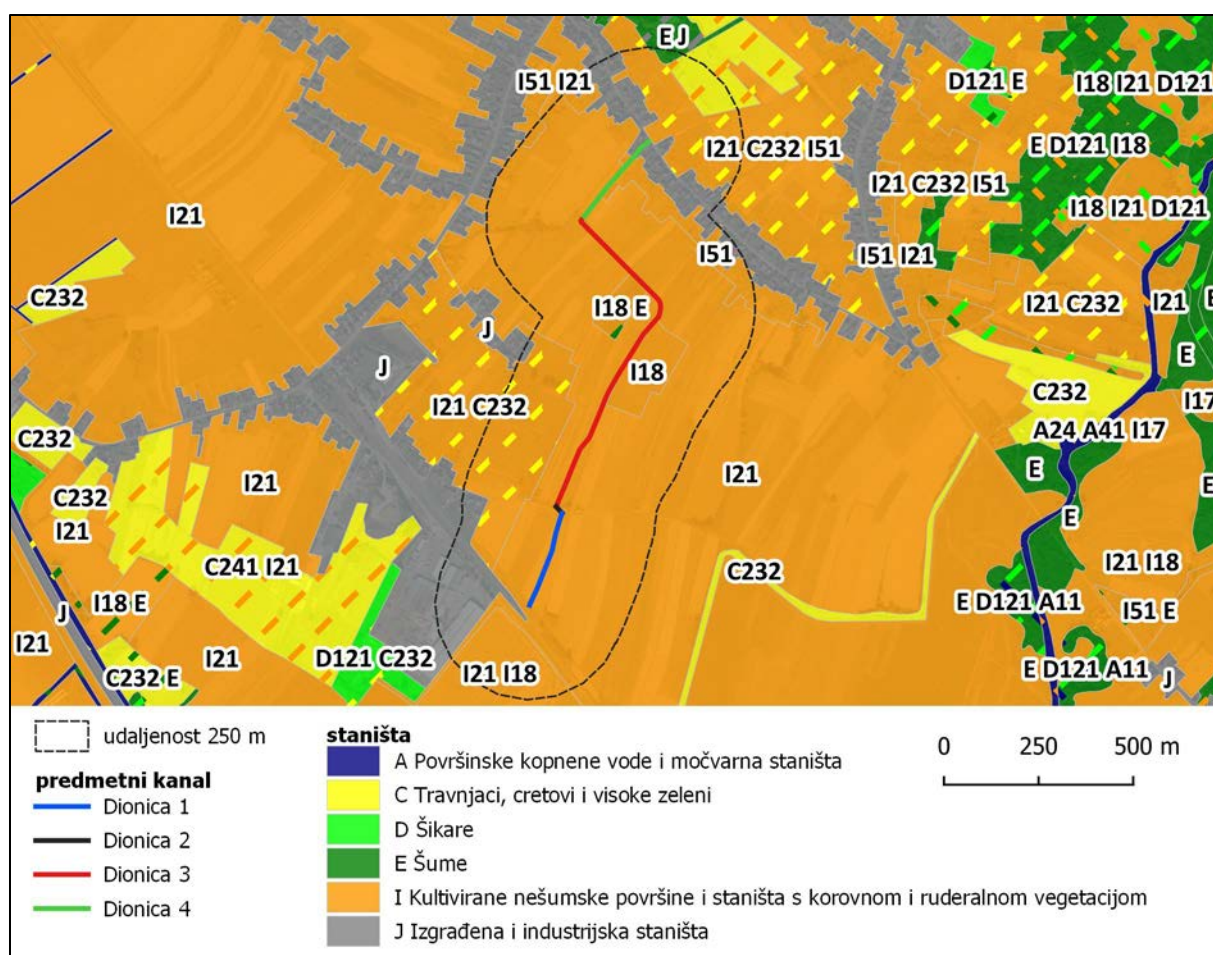 E J
I51 I21
D121 E
I18 I21 D121
I21 C232 I51
E D121 I18
I21 C232 I51
I21
I18 I21 D121
I51
I51 I21
C232
I18 E
I21 C232
I21
E
J
J
I18
E
C232
I21 C232
I17
C232
A24 A41 I17
I21
I21
E
E
C232
I21
E
C241 I21
C232
I21 I18
I18 E
E D121 A11
J
I51 E
I21
I21
D121 C232
I21 I18
C232 E
E D121 A11
J
udaljenost 250 m
predmetni kanal
Dionica 1
Dionica 2
Dionica 3
Dionica 4
staništa
A Površinske kopnene vode i močvarna staništa
C Travnjaci, cretovi i visoke zeleni
D Šikare
E Šume
I Kultivirane nešumske površine i staništa s korovnom i ruderalnom vegetacijom
J Izgrađena i industrijska staništa
0 250 500 m